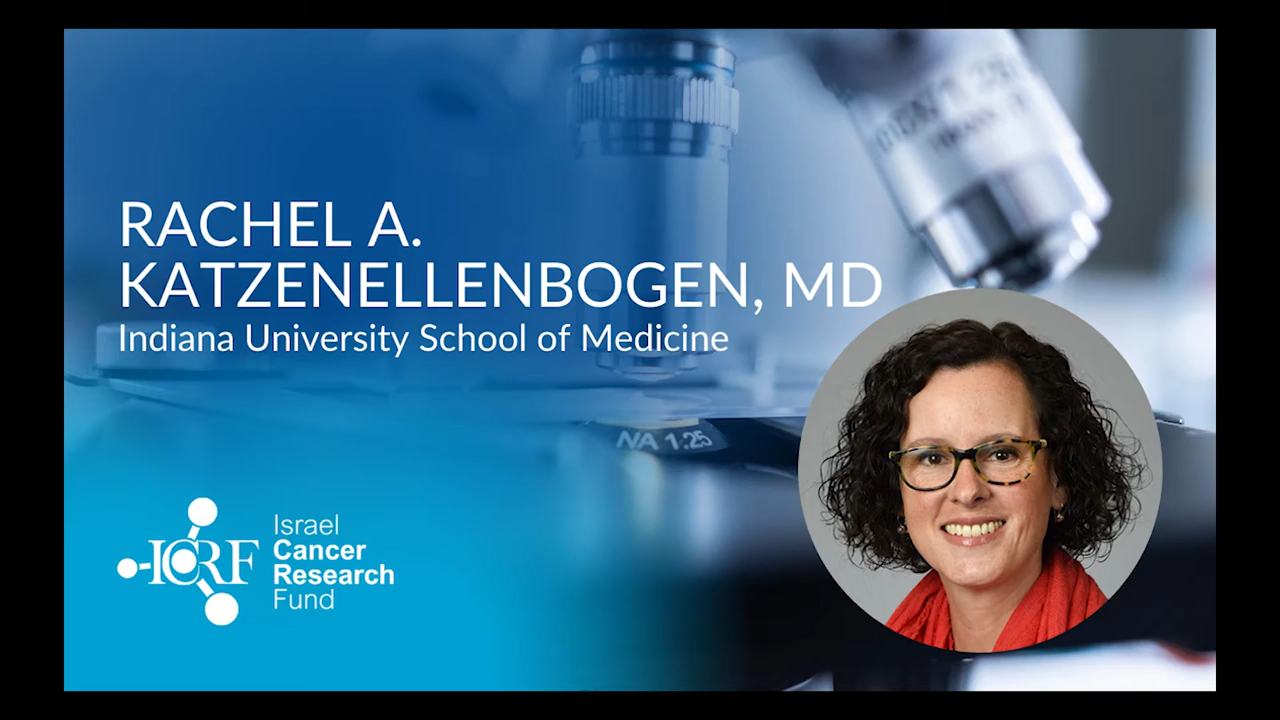 RACHEL A.
KATZENELLENBOGEN, MD
Indiana University School of Medicine
NA 1.25
ICRF
Israel
Cancer
Research
Fund